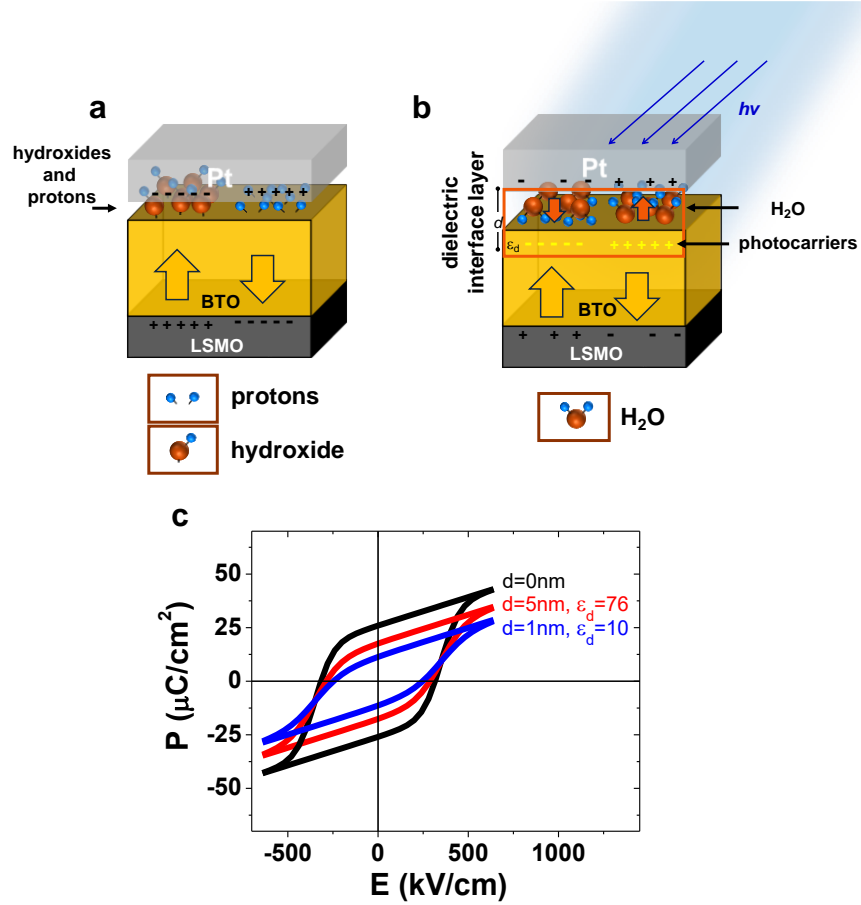 a
b
hv
hydroxides
and
protons
Pt
- - - - -
+ + + + +
BTO
+ + + + +
- - - - -
LSMO
protons
hydroxide
Pt
- - - -
+ + + +
dielectric
interface layer
d
H₂O
εd
- - - - -
+ + + + +
photocarriers
BTO
+ + + - - -
LSMO
H₂O
c
P (μC/cm²)
50
25
0
-25
-50
d=0nm
d=5nm, εd=76
d=1nm, εd=10
-500
0
500
1000
E (kV/cm)